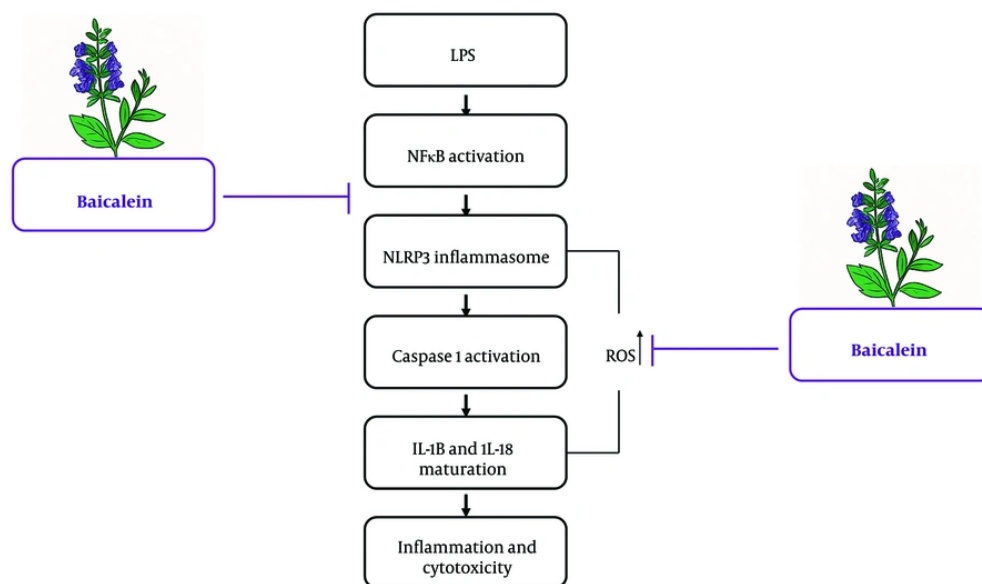 LPS
NFκB activation
Baicalein
NLRP3 inflammasome
Caspase 1 activation
ROS
Baicalein
IL-1B and 1L-18
maturation
Inflammation and
cytotoxicity